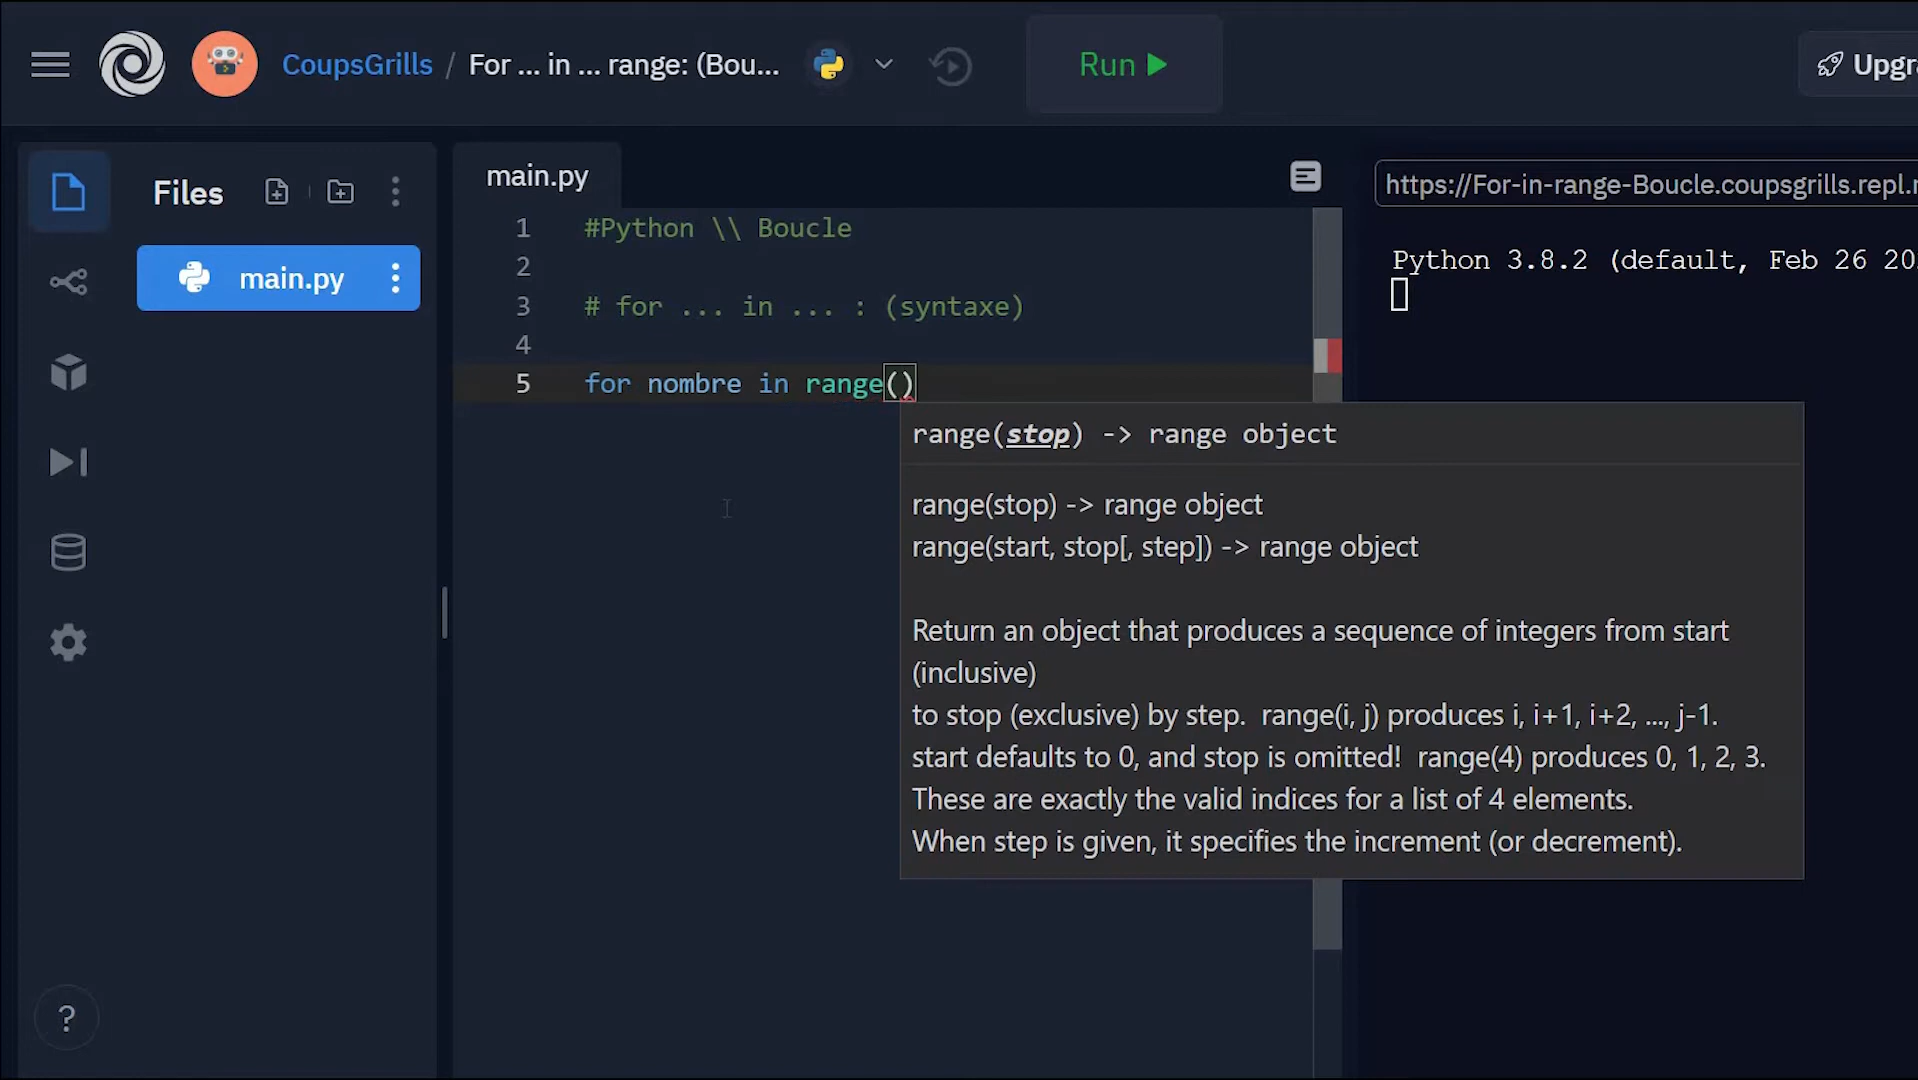 CoupsGrills / For ... in ... range: (Bou...
Run
Upgr
Files
main.py
main.py
https://For-in-range-Boucle.coupsgrills.repl.r
1 #Python \\ Boucle
2
3 # for ... in ... : (syntaxe)
4
5 for nombre in range()
Python 3.8.2 (default, Feb 26 20
range(stop) -> range object
range(stop) -> range object
range(start, stop[, step]) -> range object
Return an object that produces a sequence of integers from start
(inclusive)
to stop (exclusive) by step.  range(i, j) produces i, i+1, i+2, ..., j-1.
start defaults to 0, and stop is omitted!  range(4) produces 0, 1, 2, 3.
These are exactly the valid indices for a list of 4 elements.
When step is given, it specifies the increment (or decrement).
?